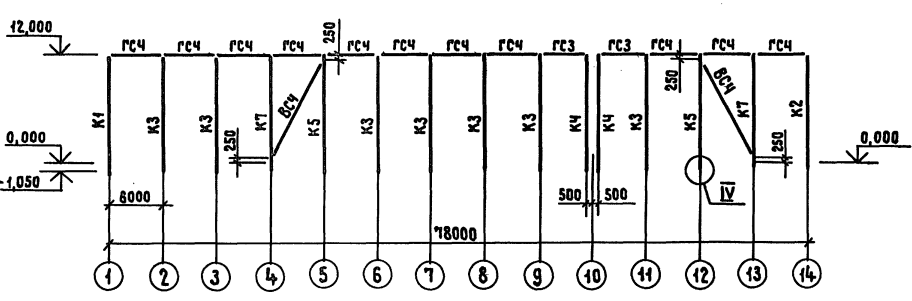 12,000
ГС4 ГС4 ГС4 ГС4 250 ГС4 ГС4 ГС4 ГС4 ГС3 ГС3 ГС4 250 ГС4 ГС4
К1 К3 К3 К7 ВС4 К5 К3 К3 К3 К3 К4 К4 К3 К5 ВС4 К7 К2
0,000 250 250 0,000
-1,050
6000 500 500 IV
78000
1 2 3 4 5 6 7 8 9 10 11 12 13 14